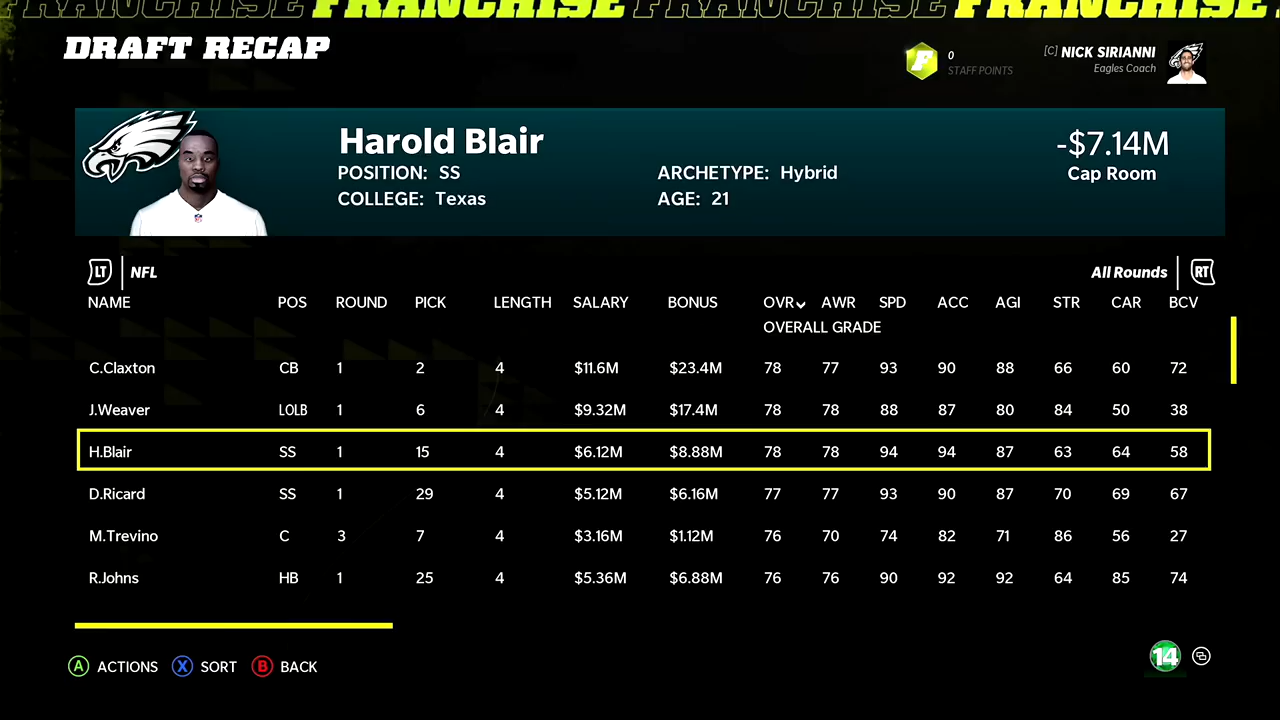 FRANCHISE FRANCHISE FRANCHISE FRANCHISE
DRAFT RECAP
0
STAFF POINTS
[C] NICK SIRIANNI
Eagles Coach
Harold Blair
POSITION: SS
ARCHETYPE: Hybrid
COLLEGE: Texas
AGE: 21
-$7.14M
Cap Room
LT NFL
All Rounds RT
NAME POS ROUND PICK LENGTH SALARY BONUS OVR AWR SPD ACC AGI STR CAR BCV
OVERALL GRADE
C.Claxton CB 1 2 4 $11.6M $23.4M 78 77 93 90 88 66 60 72
J.Weaver LOLB 1 6 4 $9.32M $17.4M 78 78 88 87 80 84 50 38
H.Blair SS 1 15 4 $6.12M $8.88M 78 78 94 94 87 63 64 58
D.Ricard SS 1 29 4 $5.12M $6.16M 77 77 93 90 87 70 69 67
M.Trevino C 3 7 4 $3.16M $1.12M 76 70 74 82 71 86 56 27
R.Johns HB 1 25 4 $5.36M $6.88M 76 76 90 92 92 64 85 74
A ACTIONS X SORT B BACK
14